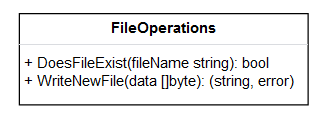 FileOperations
+ DoesFileExist(fileName string): bool
+ WriteNewFile(data []byte): (string, error)